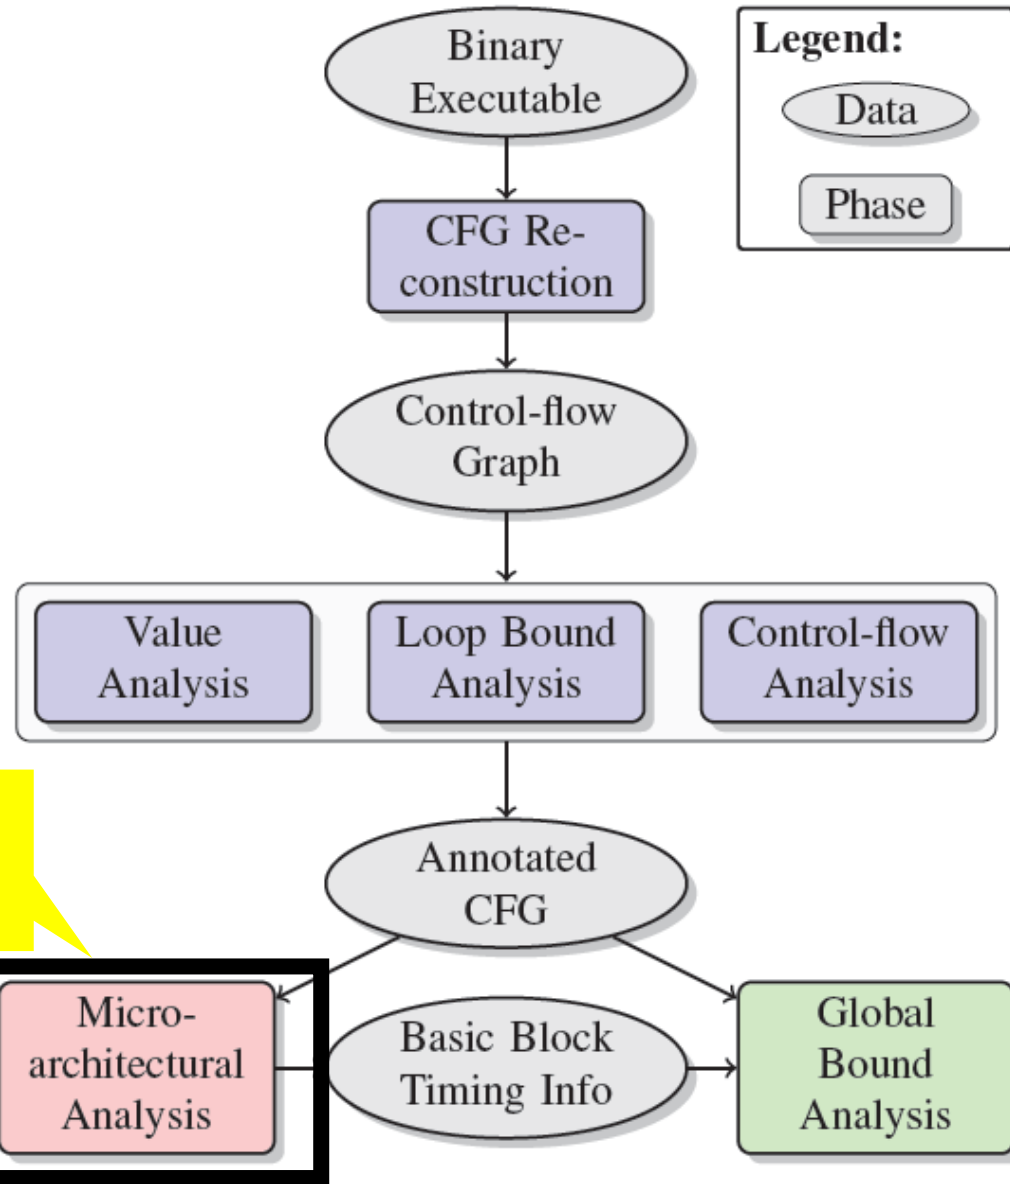 Binary
Executable
Legend:
Data
Phase
CFG Re-
construction
Control-flow
Graph
Value
Analysis
Loop Bound
Analysis
Control-flow
Analysis
Annotated
CFG
Micro-
architectural
Analysis
Basic Block
Timing Info
Global
Bound
Analysis